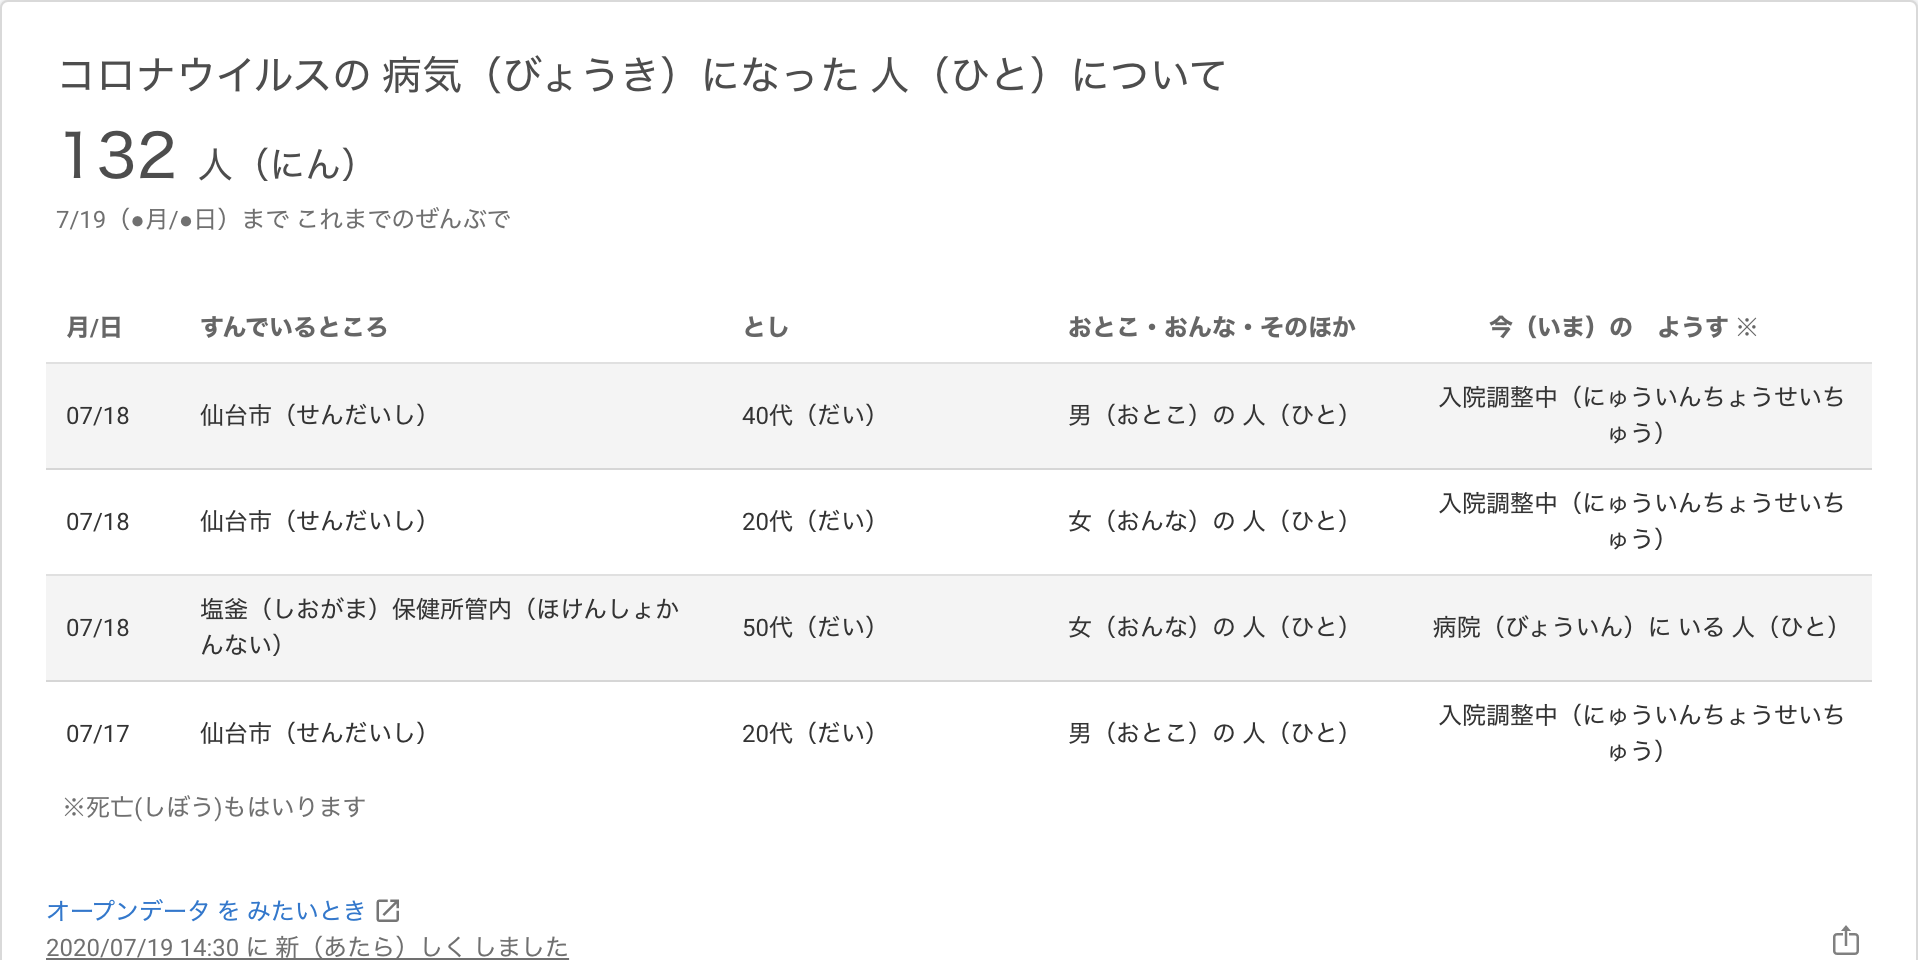 コロナウイルスの 病気（びょうき）になった 人（ひと）について
132 人（にん）
7/19（●月/●日）まで これまでのぜんぶで
月/日 すんでいるところ とし おとこ・おんな・そのほか 今（いま）の　ようす ※
07/18 仙台市（せんだいし） 40代（だい） 男（おとこ）の 人（ひと） 入院調整中（にゅういんちょうせいち
ゅう）
07/18 仙台市（せんだいし） 20代（だい） 女（おんな）の 人（ひと） 入院調整中（にゅういんちょうせいち
ゅう）
07/18 塩釜（しおがま）保健所管内（ほけんしょか
んない） 50代（だい） 女（おんな）の 人（ひと） 病院（びょういん）に いる 人（ひと）
07/17 仙台市（せんだいし） 20代（だい） 男（おとこ）の 人（ひと） 入院調整中（にゅういんちょうせいち
ゅう）
※死亡(しぼう)もはいります
オープンデータ を みたいとき
2020/07/19 14:30 に 新（あたら）しく しました